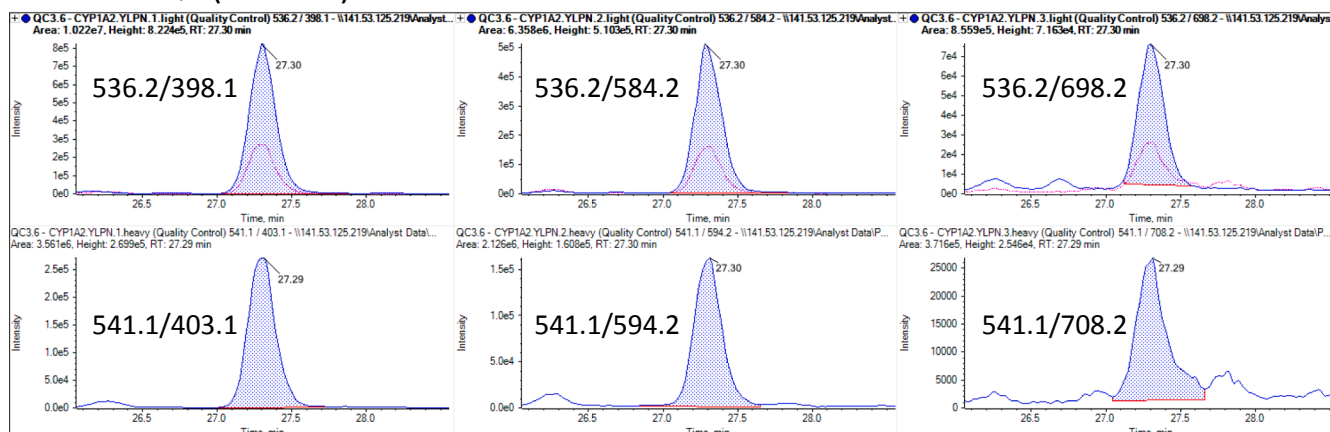 QC3.6 - CYP1A2.YLPN.1.light (Quality Control) 536.2 / 398.1 - \\141.53.125.219\Analyst...
Area: 1.022e7, Height: 8.224e5, RT: 27.30 min
8e5
7e5
6e5
5e5
4e5
3e5
2e5
1e5
0e0
Intensity
27.30
536.2/398.1
26.5 27.0 27.5 28.0
Time, min
QC3.6 - CYP1A2.YLPN.2.light (Quality Control) 536.2 / 584.2 - \\141.53.125.219\Analyst...
Area: 6.358e6, Height: 5.103e5, RT: 27.30 min
5e5
4e5
3e5
2e5
1e5
0e0
Intensity
27.30
536.2/584.2
26.5 27.0 27.5 28.0
Time, min
QC3.6 - CYP1A2.YLPN.3.light (Quality Control) 536.2 / 698.2 - \\141.53.125.219\Analyst...
Area: 8.559e5, Height: 7.163e4, RT: 27.30 min
7e4
6e4
5e4
4e4
3e4
2e4
1e4
0e0
Intensity
27.30
536.2/698.2
26.5 27.0 27.5 28.0
Time, min
QC3.6 - CYP1A2.YLPN.1.heavy (Quality Control) 541.1 / 403.1 - \\141.53.125.219\Analyst Data\...
Area: 3.561e6, Height: 2.699e5, RT: 27.29 min
2.5e5
2.0e5
1.5e5
1.0e5
5.0e4
0.0e0
Intensity
27.29
541.1/403.1
26.5 27.0 27.5 28.0
Time, min
QC3.6 - CYP1A2.YLPN.2.heavy (Quality Control) 541.1 / 594.2 - \\141.53.125.219\Analyst Data\P...
Area: 2.126e6, Height: 1.608e5, RT: 27.30 min
1.5e5
1.0e5
5.0e4
0.0e0
Intensity
27.30
541.1/594.2
26.5 27.0 27.5 28.0
Time, min
QC3.6 - CYP1A2.YLPN.3.heavy (Quality Control) 541.1 / 708.2 - \\141.53.125.219\Analyst Data\P...
Area: 3.716e5, Height: 2.546e4, RT: 27.29 min
25000
20000
15000
10000
5000
0
Intensity
27.29
541.1/708.2
26.5 27.0 27.5 28.0
Time, min